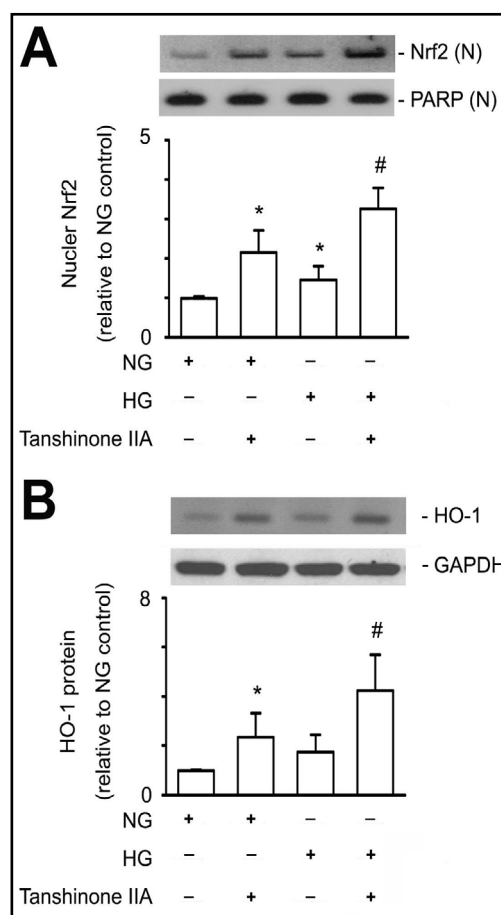 A
- Nrf2 (N)
- PARP (N)
Nucler Nrf2
(relative to NG control)
5
0
*
*
#
NG + + – –
HG – – + +
Tanshinone IIA – + – +
B
- HO-1
- GAPDH
HO-1 protein
(relative to NG control)
8
4
0
*
#
NG + + – –
HG – – + +
Tanshinone IIA – + – +